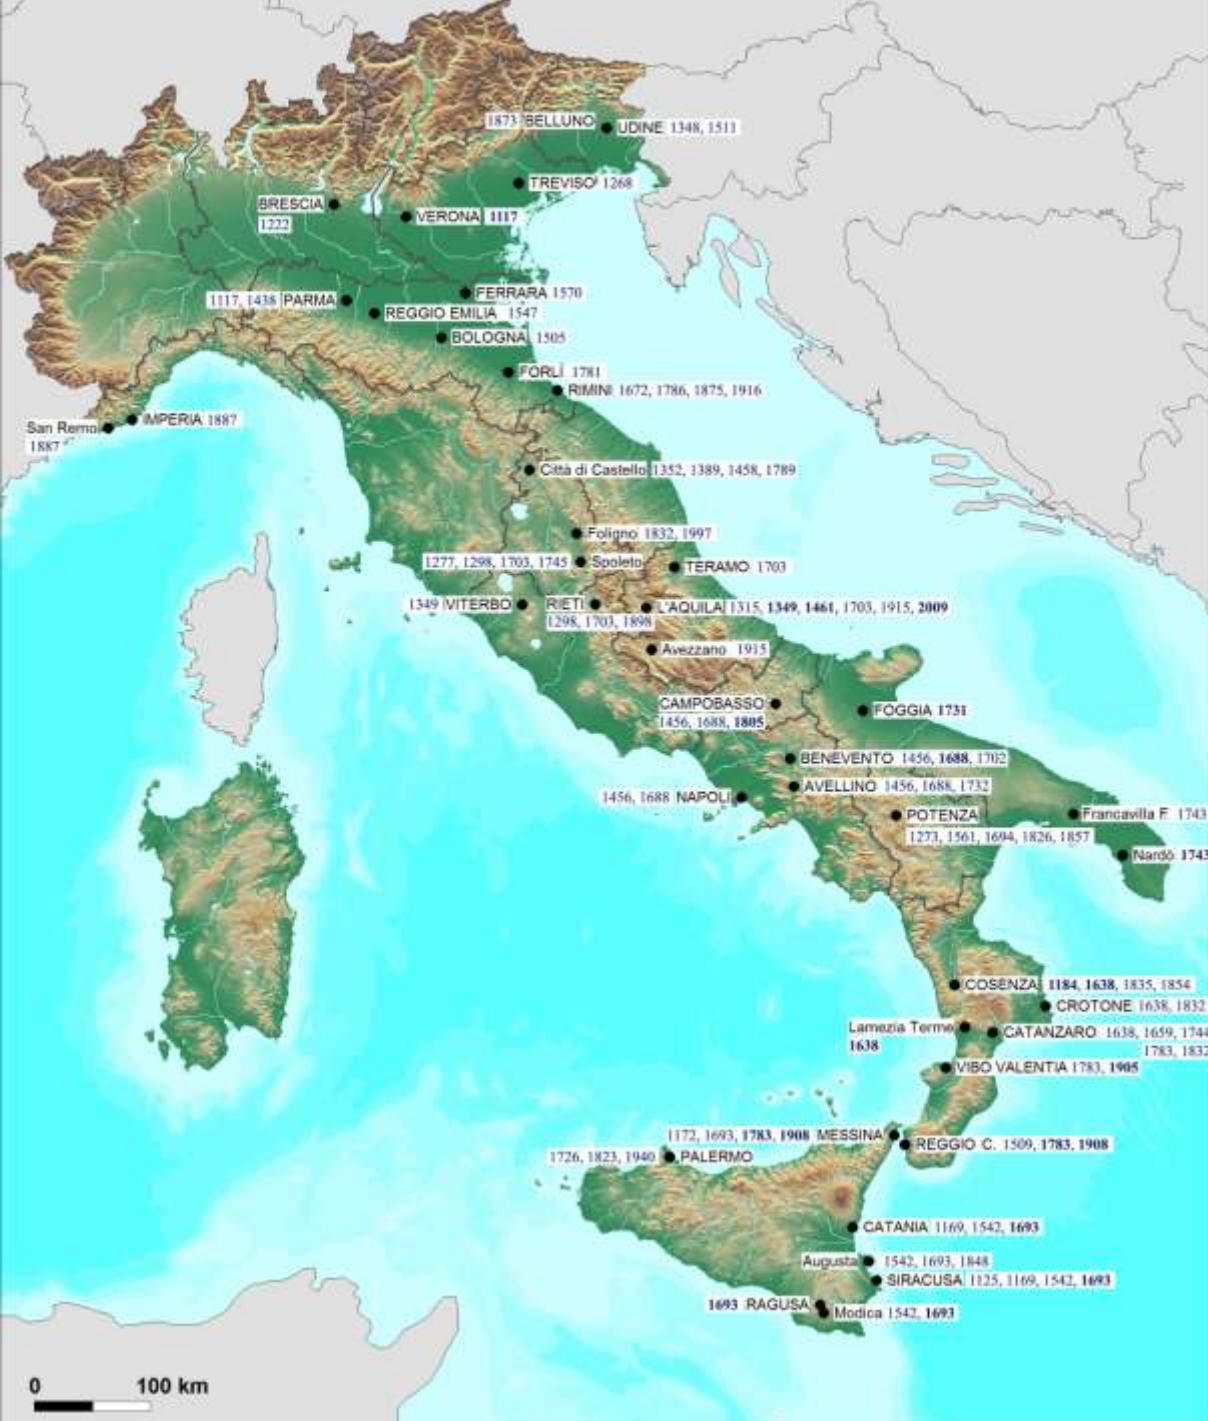 1873 BELLUNO
UDINE 1348, 1511
TREVISO 1268
BRESCIA
1222
VERONA 1117
FERRARA 1570
1117, 1438 PARMA
REGGIO EMILIA 1547
BOLOGNA 1505
FORLÌ 1781
RIMINI 1672, 1786, 1875, 1916
IMPERIA 1887
San Remo
1887
Città di Castello 1352, 1389, 1458, 1789
Foligno 1832, 1997
1277, 1298, 1703, 1745 Spoleto
TERAMO 1703
1349 VITERBO
RIETI
1298, 1703, 1898
L'AQUILA 1315, 1349, 1461, 1703, 1915, 2009
Avezzano 1915
CAMPOBASSO
1456, 1688, 1805
FOGGIA 1731
BENEVENTO 1456, 1688, 1702
AVELLINO 1456, 1688, 1732
1456, 1688 NAPOLI
POTENZA
1273, 1561, 1694, 1826, 1857
Francavilla F. 1743
Nardò 1743
COSENZA 1184, 1638, 1835, 1854
CROTONE 1638, 1832
Lamezia Terme
1638
CATANZARO 1638, 1659, 1744
1783, 1832
VIBO VALENTIA 1783, 1905
1172, 1693, 1783, 1908 MESSINA
REGGIO C. 1509, 1783, 1908
1726, 1823, 1940 PALERMO
CATANIA 1169, 1542, 1693
Augusta 1542, 1693, 1848
SIRACUSA 1125, 1169, 1542, 1693
1693 RAGUSA
Modica 1542, 1693
0 100 km